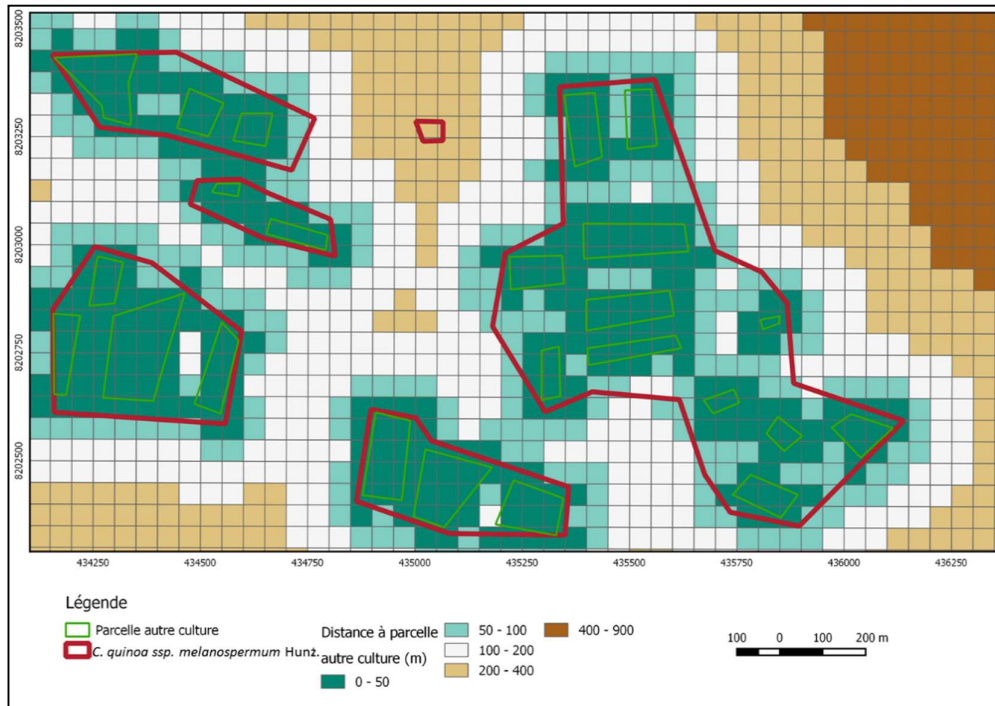 8203500
8203250
8203000
8202750
8202500
434250 434500 434750 435000 435250 435500 435750 436000 436250
Légende
Parcelle autre culture
C. quinoa ssp. melanospermum Hunz.
Distance à parcelle
autre culture (m)
0 - 50
50 - 100
100 - 200
200 - 400
400 - 900
100 0 100 200 m